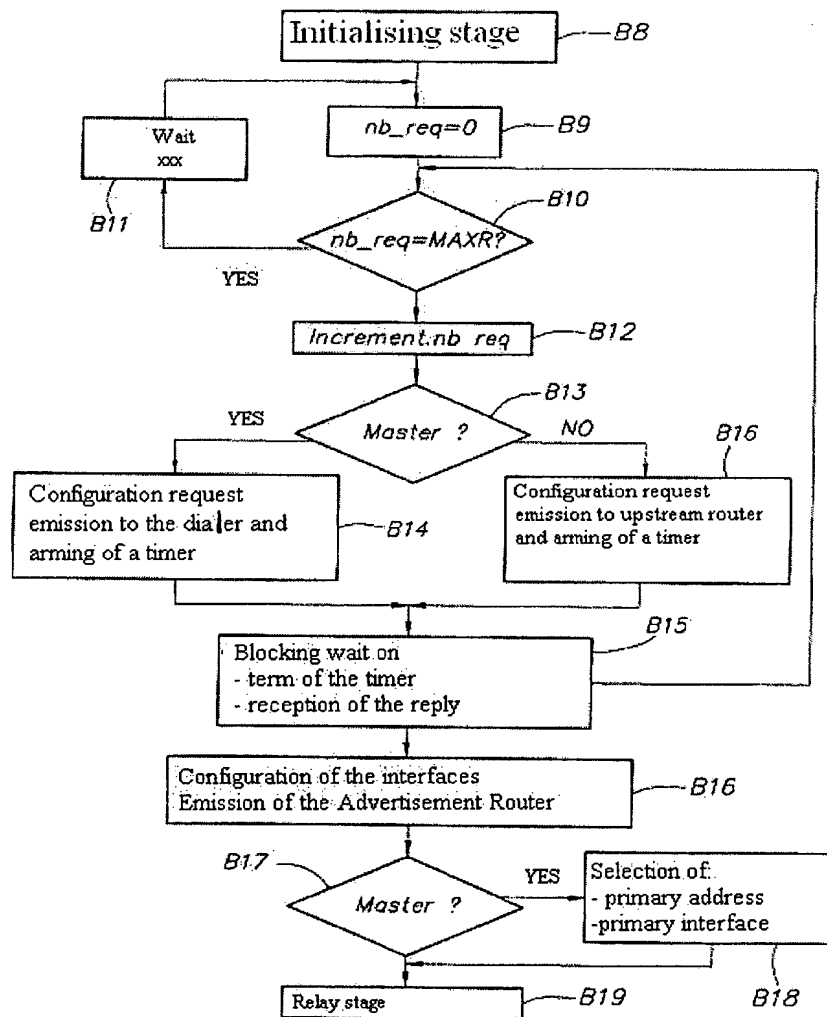 Initialising stage
B8
Wait
xxx
nb_req=0
B9
B11
B10
nb_req=MAXR?
YES
Increment.nb req
B12
B13
YES
Master ?
NO
B16
Configuration request
emission to the dialer and
arming of a timer
B14
Configuration request
emission to upstream router
and arming of a timer
B15
Blocking wait on
- term of the timer
- reception of the reply
Configuration of the interfaces
Emission of the Advertisement Router
B16
B17
Master ?
YES
Selection of:
- primary address
-primary interface
B18
Relay stage
B19